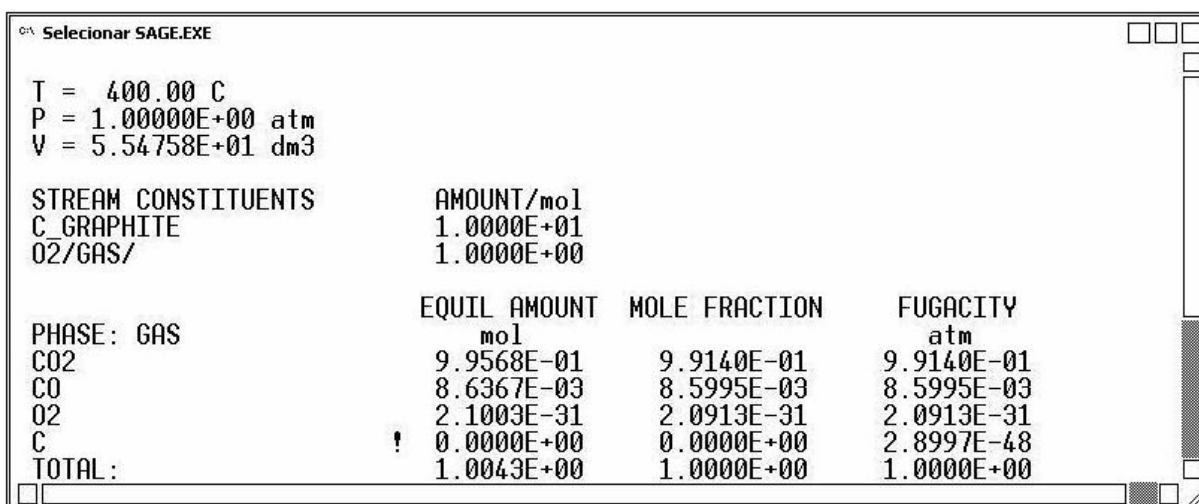 C:\ Selecionar SAGE.EXE
T = 400.00 C
P = 1.00000E+00 atm
V = 5.54758E+01 dm3
STREAM CONSTITUENTS AMOUNT/mol
C_GRAPHITE 1.0000E+01
O2/GAS/ 1.0000E+00
EQUIL AMOUNT MOLE FRACTION FUGACITY
PHASE: GAS mol atm
CO2 9.9568E-01 9.9140E-01 9.9140E-01
CO 8.6367E-03 8.5995E-03 8.5995E-03
O2 2.1003E-31 2.0913E-31 2.0913E-31
C ! 0.0000E+00 0.0000E+00 2.8997E-48
TOTAL: 1.0043E+00 1.0000E+00 1.0000E+00